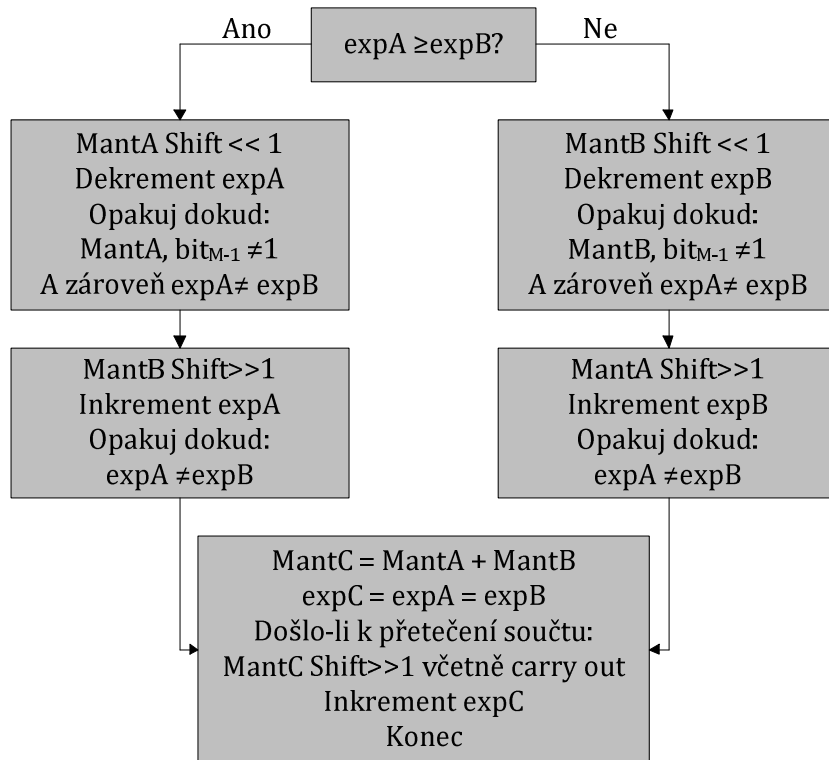 Ano
expA ≥expB?
Ne
MantA Shift << 1
Dekrement expA
Opakuj dokud:
MantA, bitM-1 ≠1
A zároveň expA≠ expB
MantB Shift << 1
Dekrement expB
Opakuj dokud:
MantB, bitM-1 ≠1
A zároveň expA≠ expB
MantB Shift>>1
Inkrement expA
Opakuj dokud:
expA ≠expB
MantA Shift>>1
Inkrement expB
Opakuj dokud:
expA ≠expB
MantC = MantA + MantB
expC = expA = expB
Došlo-li k přetečení součtu:
MantC Shift>>1 včetně carry out
Inkrement expC
Konec